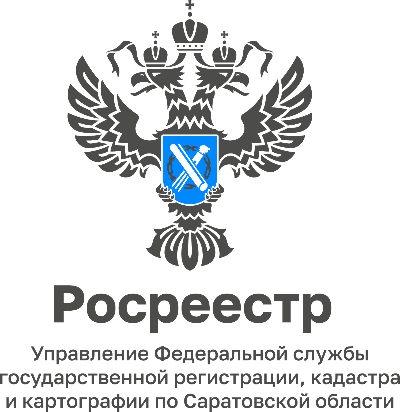 Росреестр
Управление Федеральной службы
государственной регистрации, кадастра
и картографии по Саратовской области